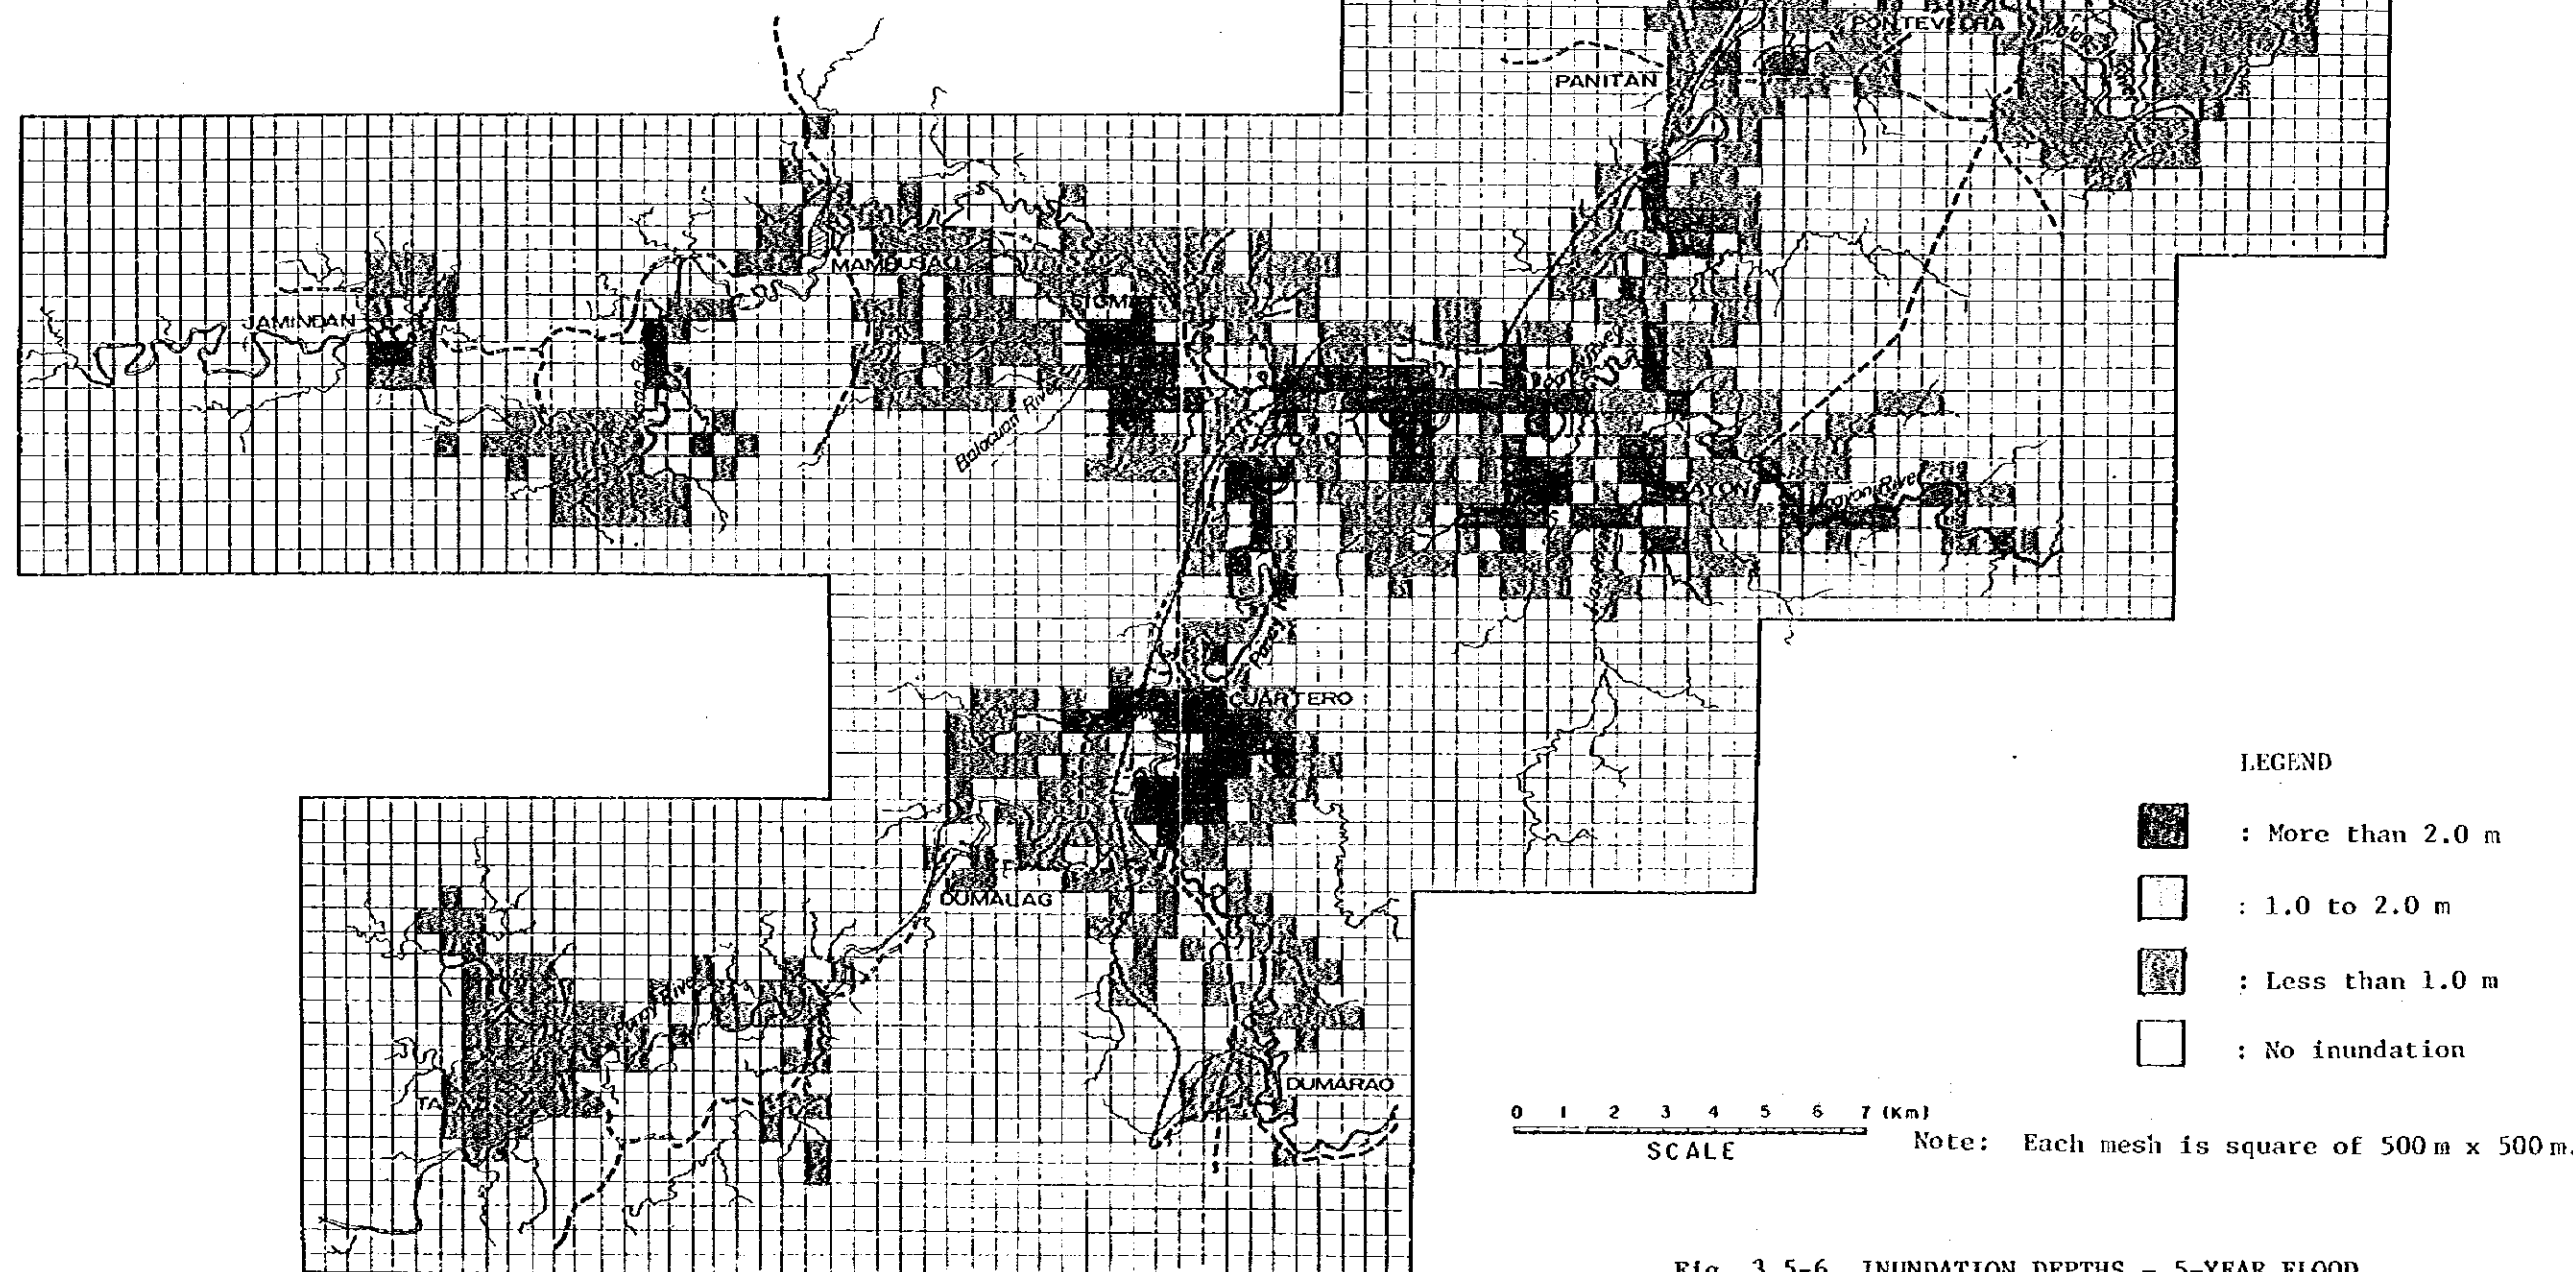 PANITAN
MAMBUSAO
JAMINDAN
Balacuan River
CUARTERO
DUMALAG
DUMARAO
LEGEND
: More than 2.0 m
: 1.0 to 2.0 m
: Less than 1.0 m
: No inundation
0 1 2 3 4 5 6 7 (Km)
SCALE
Note: Each mesh is square of 500 m x 500 m.
Fig. 3.5-6 INUNDATION DEPTHS - 5-YEAR FLOOD